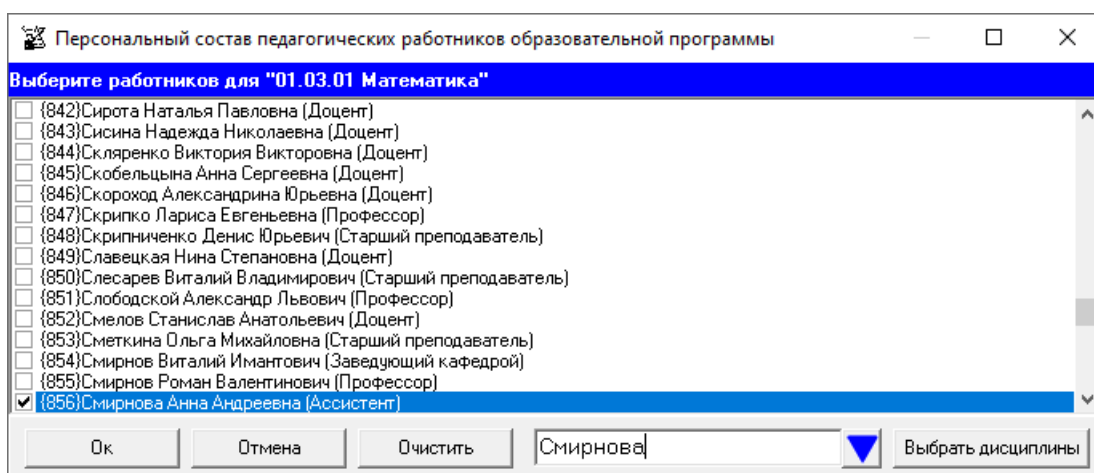 Персональный состав педагогических работников образовательной программы
Выберите работников для "01.03.01 Математика"
{842}Сирота Наталья Павловна (Доцент)
{843}Сисина Надежда Николаевна (Доцент)
{844}Скляренко Виктория Викторовна (Доцент)
{845}Скобельцына Анна Сергеевна (Доцент)
{846}Скороход Александрина Юрьевна (Доцент)
{847}Скрипко Лариса Евгеньевна (Профессор)
{848}Скрипниченко Денис Юрьевич (Старший преподаватель)
{849}Славецкая Нина Степановна (Доцент)
{850}Слесарев Виталий Владимирович (Старший преподаватель)
{851}Слободской Александр Львович (Профессор)
{852}Смелов Станислав Анатольевич (Доцент)
{853}Сметкина Ольга Михайловна (Старший преподаватель)
{854}Смирнов Виталий Имантович (Заведующий кафедрой)
{855}Смирнов Роман Валентинович (Профессор)
{856}Смирнова Анна Андреевна (Ассистент)
Ок Отмена Очистить Смирнова Выбрать дисциплины